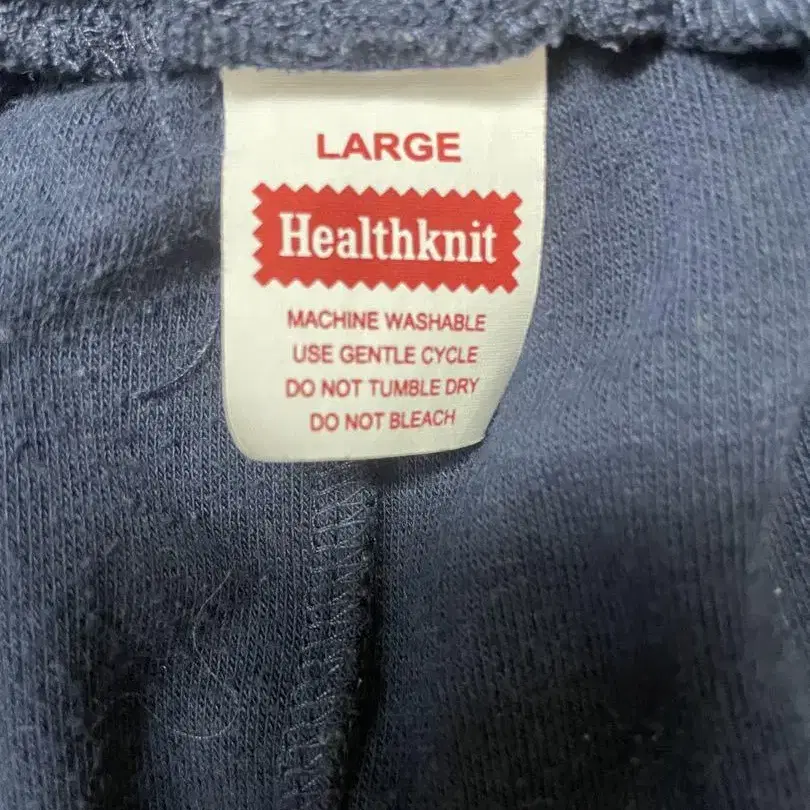 LARGE
Healthknit
MACHINE WASHABLE
USE GENTLE CYCLE
DO NOT TUMBLE DRY
DO NOT BLEACH